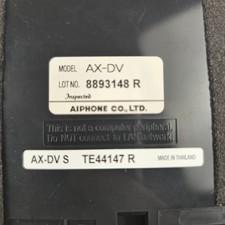 MODEL AX-DV
LOT NO. 8893148 R
Inspected
AIPHONE CO., LTD.
This is not a computer peripheral!
Do NOT connect to LAN network!
AX-DV S TE44147 R MADE IN THAILAND